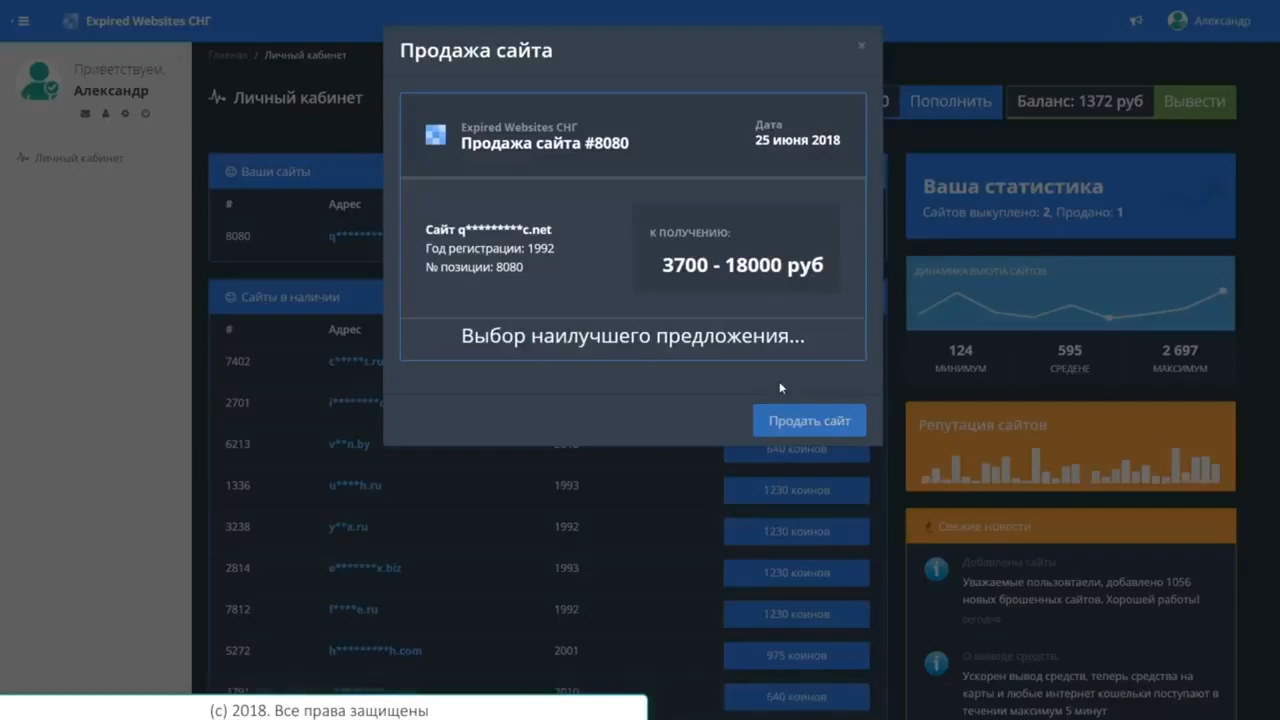 Expired Websites СНГ
Александр
Приветствуем,
Александр
Личный кабинет
Главная / Личный кабинет
Личный кабинет
0 Пополнить
Баланс: 1372 руб Вывести
Продажа сайта
×
Expired Websites СНГ
Продажа сайта #8080
Дата
25 июня 2018
Сайт q*********c.net
Год регистрации: 1992
№ позиции: 8080
К ПОЛУЧЕНИЮ:
3700 - 18000 руб
Выбор наилучшего предложения...
Продать сайт
Ваши сайты
# Адрес
8080
Сайты в наличии
# Адрес
7402 c*****s.ru
2701
6213 v**n.by 640 коинов
1336 u****h.ru 1993 1230 коинов
3238 y**x.ru 1992 1230 коинов
2814 e*******x.biz 1993 1230 коинов
7812 f****e.ru 1992 1230 коинов
5272 h*********h.com 2001 975 коинов
640 коинов
Ваша статистика
Сайтов выкуплено: 2, Продано: 1
ДИНАМИКА ВЫКУПА САЙТОВ
124 595 2 697
МИНИМУМ СРЕДЕНЕ МАКСИМУМ
Репутация сайтов
Свежие новости
Добавлены сайты
Уважаемые пользовтаели, добавлено 1056
новых брошенных сайтов. Хорошей работы!
сегодня
О выводе средств.
Ускорен вывод средств, теперь средства на
карты и любые интернет кошельки поступают в
течении максимум 5 минут
(c) 2018. Все права защищены